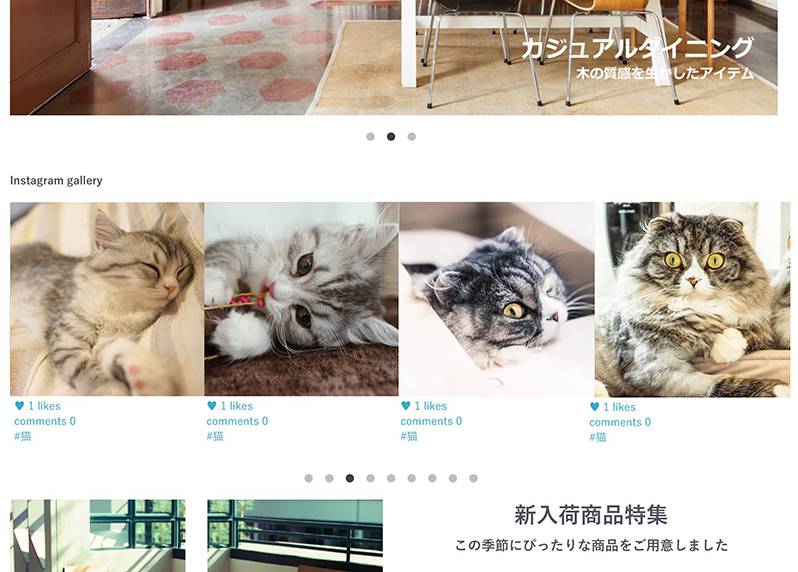 カジュアルダイニング
木の質感を生かしたアイテム
Instagram gallery
♥ 1 likes
comments 0
#猫
♥ 1 likes
comments 0
#猫
♥ 1 likes
comments 0
#猫
♥ 1 likes
comments 0
#猫
新入荷商品特集
この季節にぴったりな商品をご用意しました